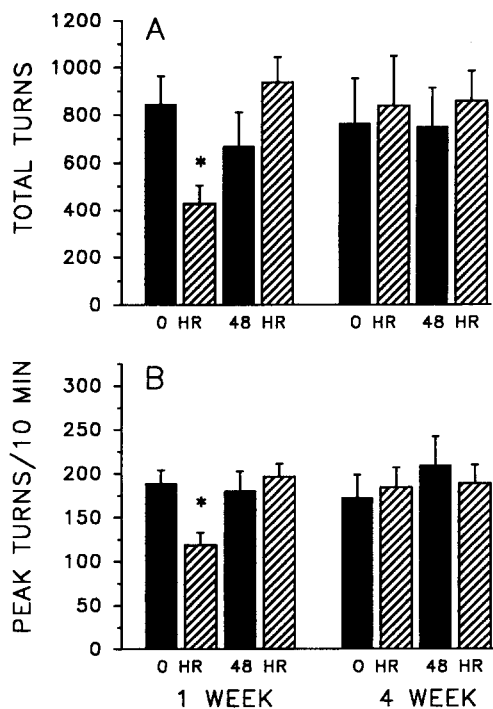 A
TOTAL TURNS
1200
1000
800
600
400
200
0
*
0 HR 48 HR 0 HR 48 HR
B
PEAK TURNS/10 MIN
300
250
200
150
100
50
0
*
0 HR 48 HR 0 HR 48 HR
1 WEEK 4 WEEK